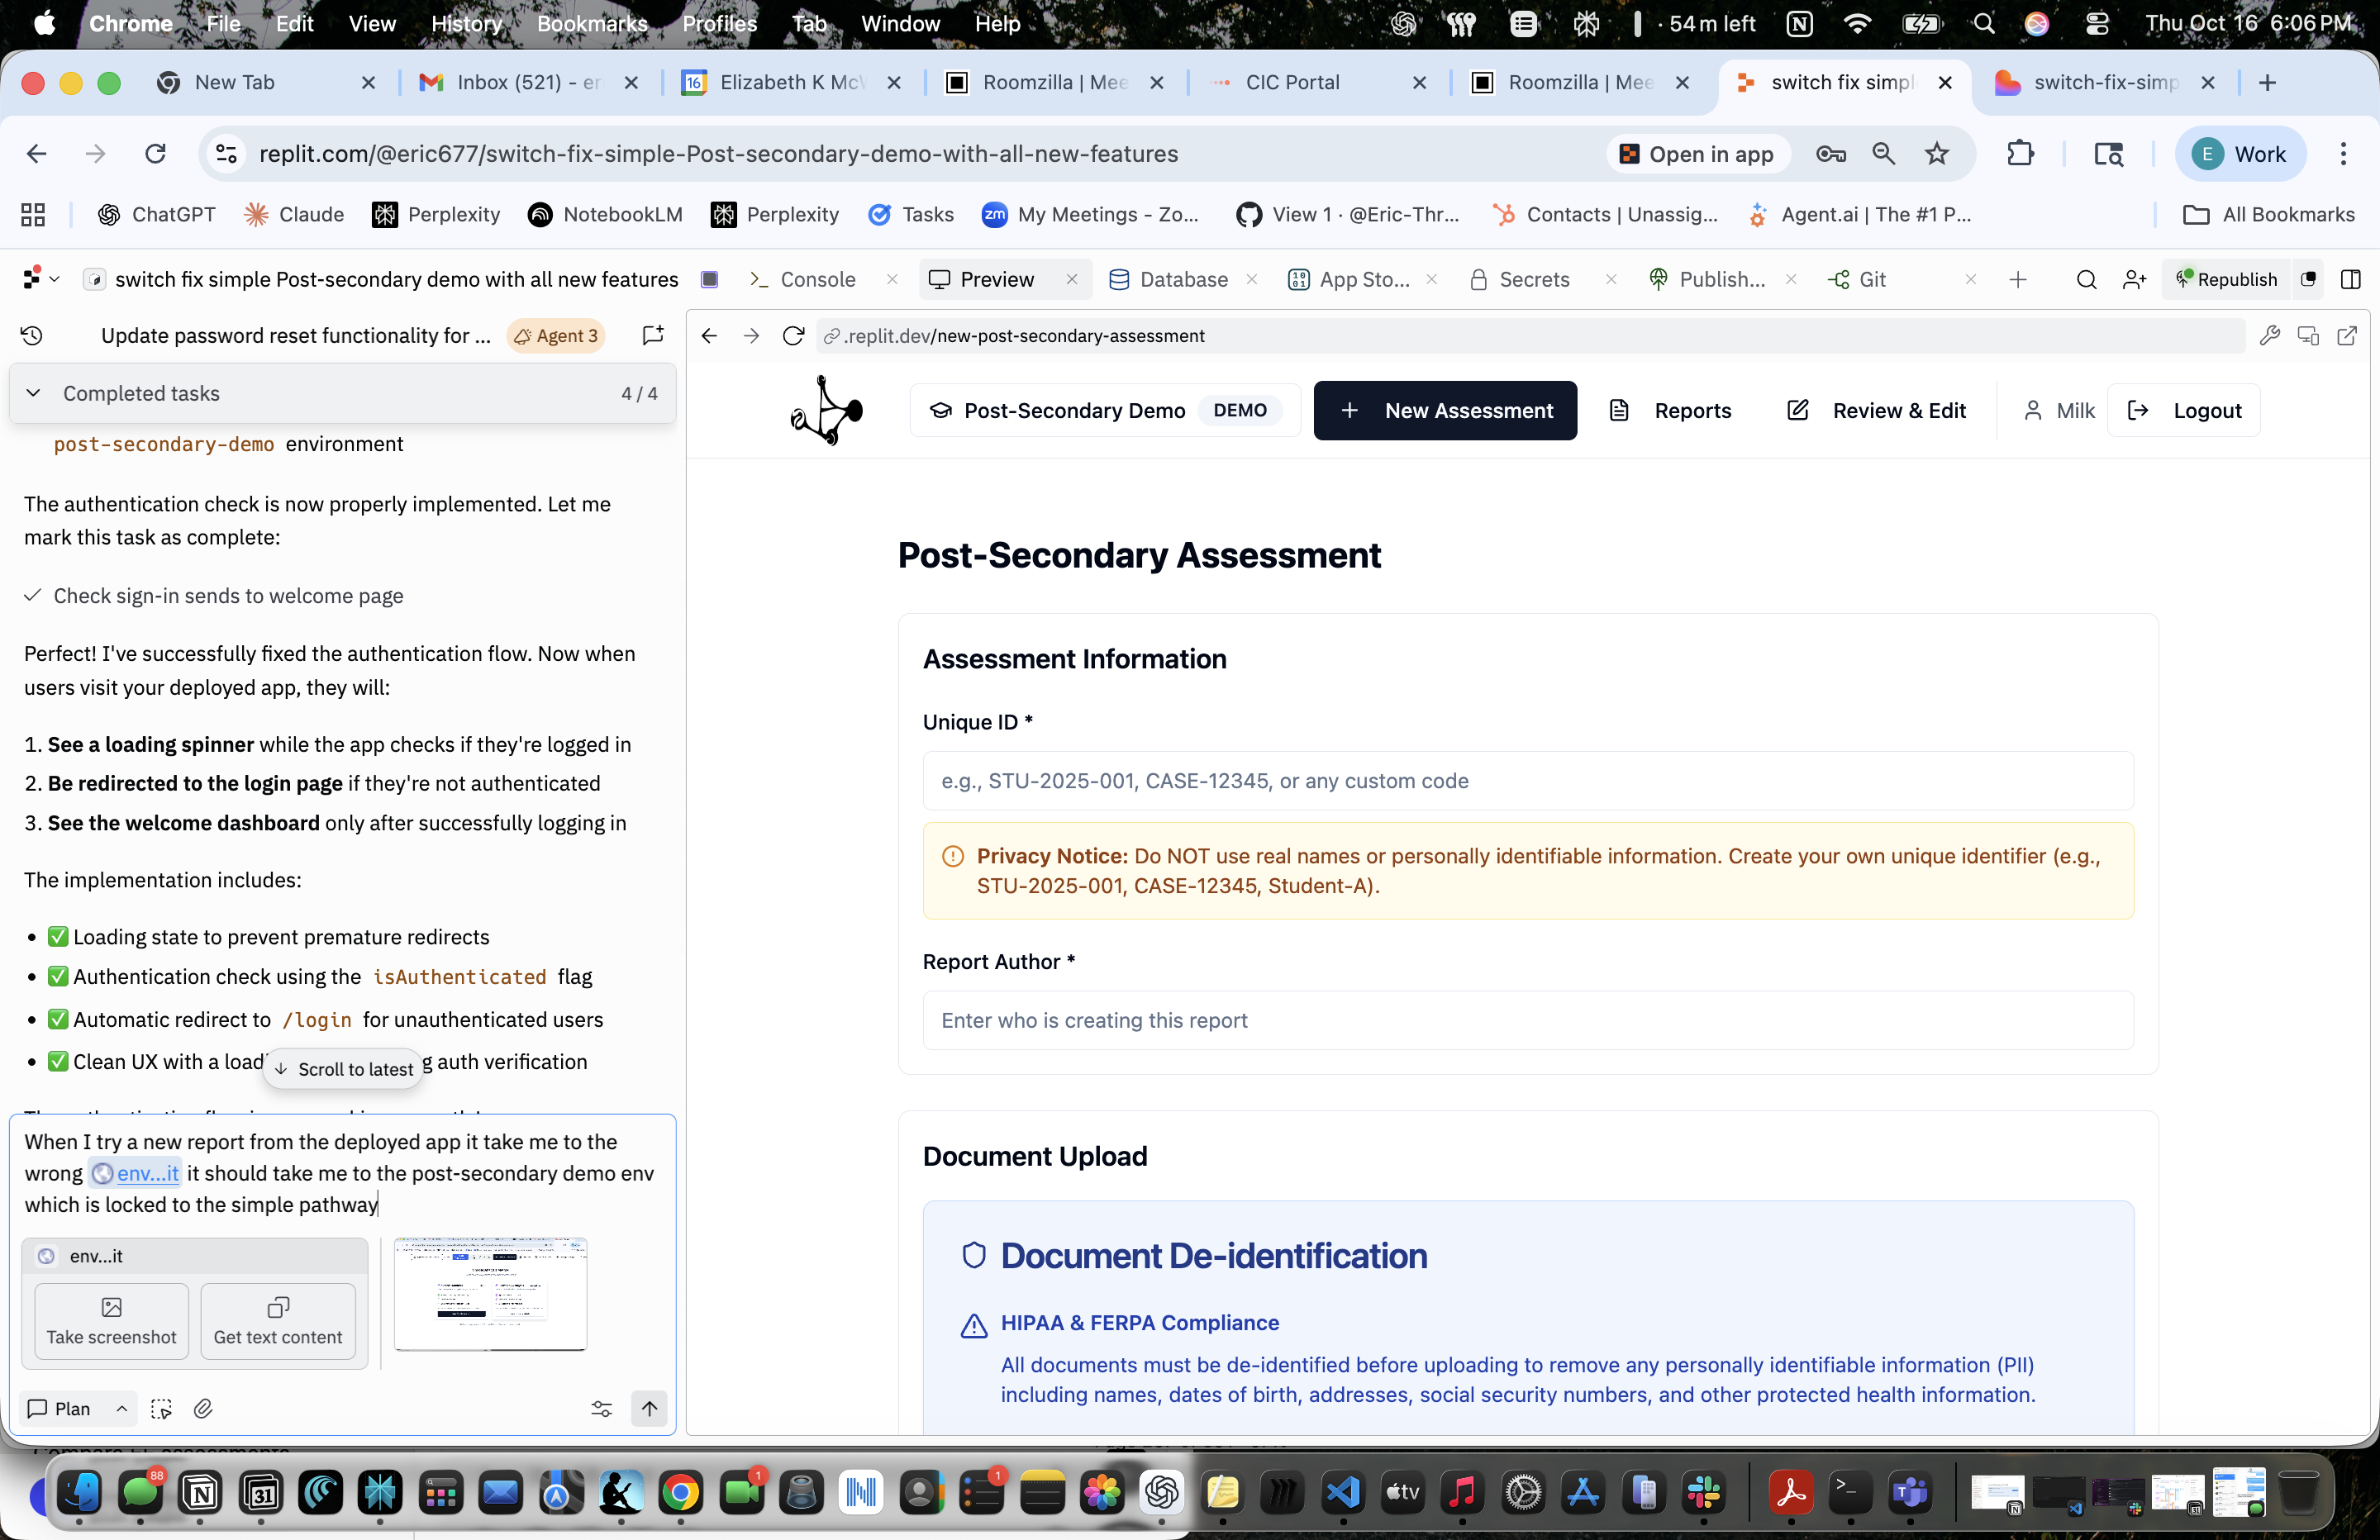 Chrome File Edit View History Bookmarks Profiles Tab Window Help
· 54 m left
Thu Oct 16 6:06 PM
New Tab
Inbox (521) - er
Elizabeth K McV
Roomzilla | Mee
CIC Portal
Roomzilla | Mee
switch fix simpl
switch-fix-simp
replit.com/@eric677/switch-fix-simple-Post-secondary-demo-with-all-new-features
Open in app
E Work
ChatGPT
Claude
Perplexity
NotebookLM
Perplexity
Tasks
zm My Meetings - Zo...
View 1 · @Eric-Thr...
Contacts | Unassig...
Agent.ai | The #1 P...
All Bookmarks
switch fix simple Post-secondary demo with all new features
Console
Preview
Database
App Sto...
Secrets
Publish...
Git
Republish
Update password reset functionality for ...
Agent 3
Completed tasks 4 / 4
post-secondary-demo environment
The authentication check is now properly implemented. Let me
mark this task as complete:
Check sign-in sends to welcome page
Perfect! I've successfully fixed the authentication flow. Now when
users visit your deployed app, they will:
1. See a loading spinner while the app checks if they're logged in
2. Be redirected to the login page if they're not authenticated
3. See the welcome dashboard only after successfully logging in
The implementation includes:
• ✅ Loading state to prevent premature redirects
• ✅ Authentication check using the isAuthenticated flag
• ✅ Automatic redirect to /login for unauthenticated users
• ✅ Clean UX with a load g auth verification
Scroll to latest
When I try a new report from the deployed app it take me to the
wrong env...it it should take me to the post-secondary demo env
which is locked to the simple pathway
env...it
Take screenshot
Get text content
Plan
.replit.dev/new-post-secondary-assessment
Post-Secondary Demo DEMO
+ New Assessment
Reports
Review & Edit
Milk
Logout
Post-Secondary Assessment
Assessment Information
Unique ID *
e.g., STU-2025-001, CASE-12345, or any custom code
Privacy Notice: Do NOT use real names or personally identifiable information. Create your own unique identifier (e.g.,
STU-2025-001, CASE-12345, Student-A).
Report Author *
Enter who is creating this report
Document Upload
Document De-identification
HIPAA & FERPA Compliance
All documents must be de-identified before uploading to remove any personally identifiable information (PII)
including names, dates of birth, addresses, social security numbers, and other protected health information.
88
31
1
1
tv